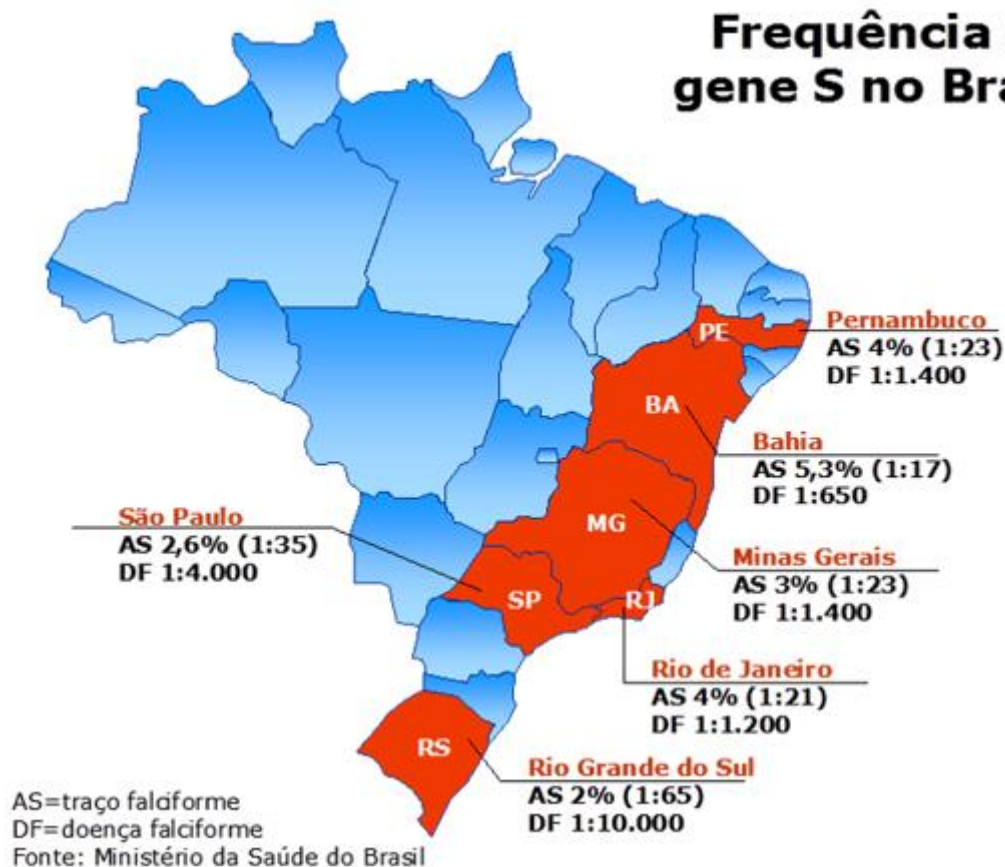 Frequência
gene S no Bra
PE
Pernambuco
AS 4% (1:23)
DF 1:1.400
BA
Bahia
AS 5,3% (1:17)
DF 1:650
São Paulo
AS 2,6% (1:35)
DF 1:4.000
MG
Minas Gerais
AS 3% (1:23)
DF 1:1.400
SP
RJ
Rio de Janeiro
AS 4% (1:21)
DF 1:1.200
RS
Rio Grande do Sul
AS 2% (1:65)
DF 1:10.000
AS=traço falciforme
DF=doença falciforme
Fonte: Ministério da Saúde do Brasil